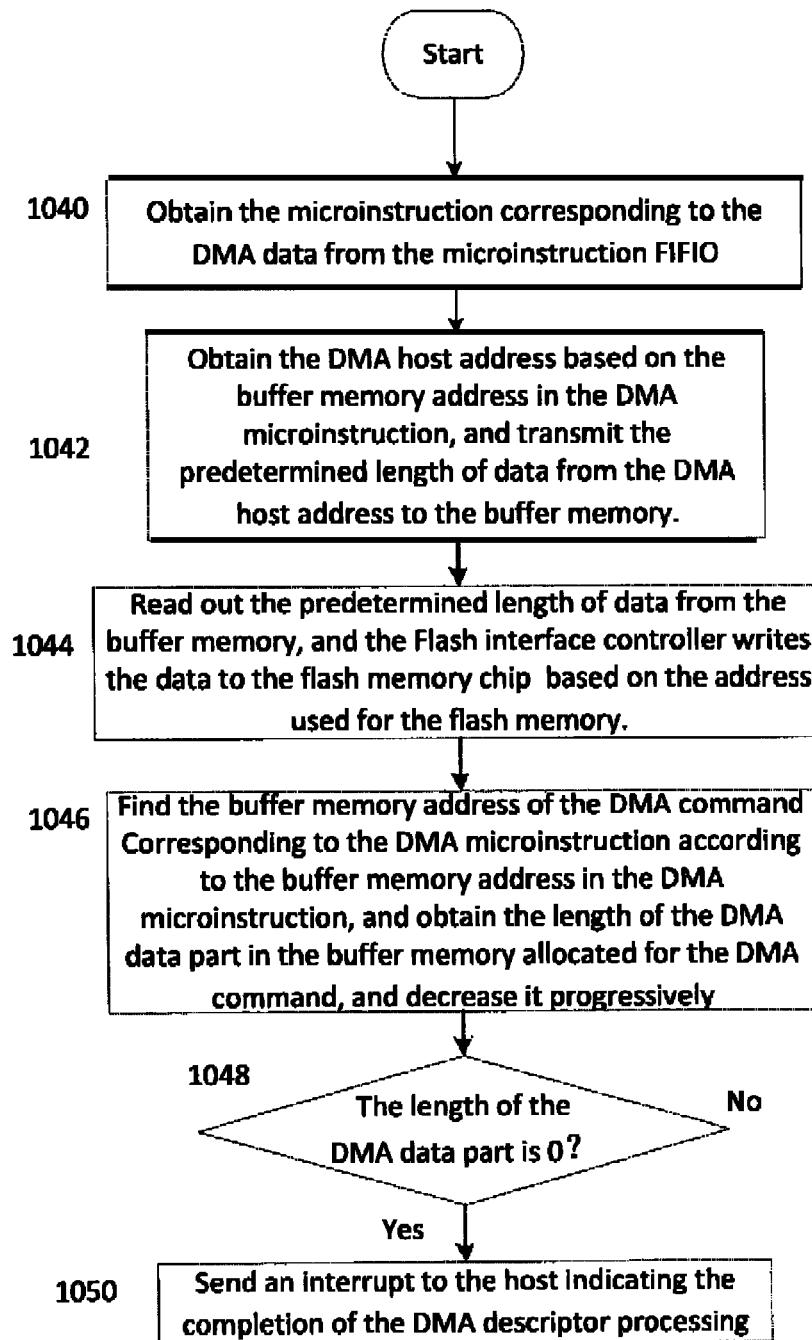 Start
1040
Obtain the microinstruction corresponding to the
DMA data from the microinstruction FIFIO
1042
Obtain the DMA host address based on the
buffer memory address in the DMA
microinstruction, and transmit the
predetermined length of data from the DMA
host address to the buffer memory.
1044
Read out the predetermined length of data from the
buffer memory, and the Flash interface controller writes
the data to the flash memory chip based on the address
used for the flash memory.
1046
Find the buffer memory address of the DMA command
Corresponding to the DMA microinstruction according
to the buffer memory address in the DMA
microinstruction, and obtain the length of the DMA
data part in the buffer memory allocated for the DMA
command, and decrease it progressively
1048
The length of the
DMA data part is 0?
No
Yes
1050
Send an interrupt to the host indicating the
completion of the DMA descriptor processing